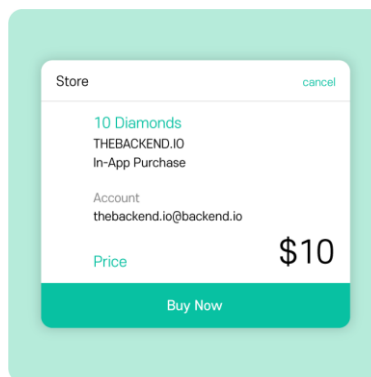 Store
cancel
10 Diamonds
THEBACKEND.IO
In-App Purchase
Account
thebackend.io@backend.io
Price
$10
Buy Now